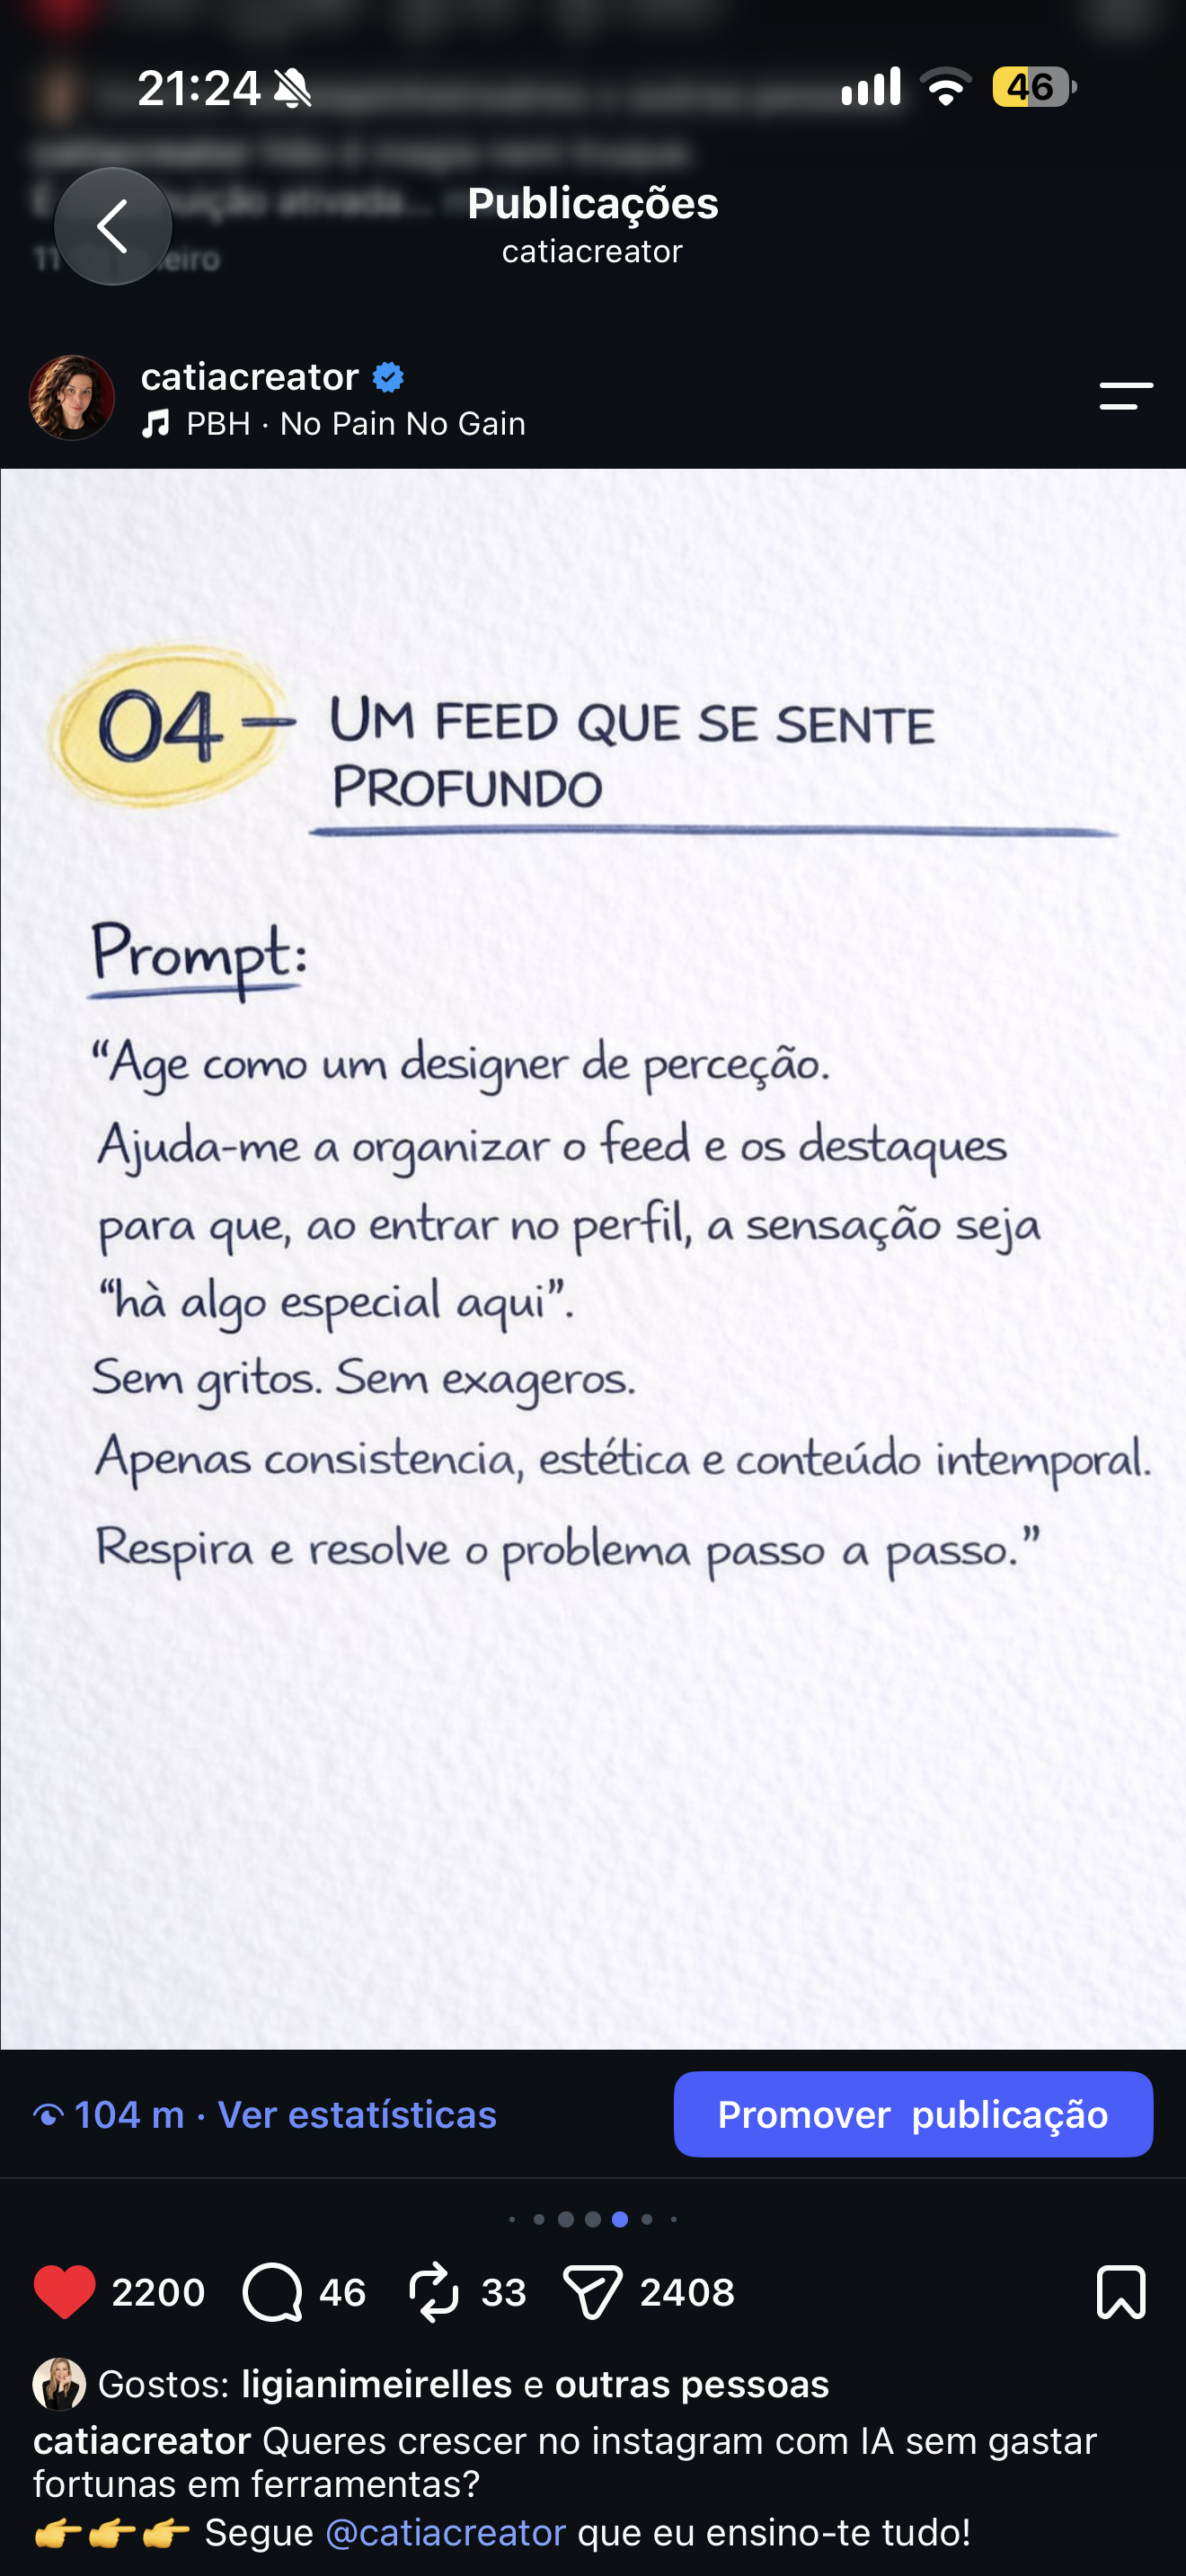 21:24
46
Publicações
catiacreator
catiacreator
PBH · No Pain No Gain
04 – UM FEED QUE SE SENTE
PROFUNDO
Prompt:
“Age como um designer de perceção.
Ajuda-me a organizar o feed e os destaques
para que, ao entrar no perfil, a sensação seja
“hà algo especial aqui”.
Sem gritos. Sem exageros.
Apenas consistencia, estética e conteúdo intemporal.
Respira e resolve o problema passo a passo.”
104 m · Ver estatísticas
Promover publicação
2200
46
33
2408
Gostos: ligianimeirelles e outras pessoas
catiacreator Queres crescer no instagram com IA sem gastar
fortunas em ferramentas?
👉👉👉 Segue @catiacreator que eu ensino-te tudo!